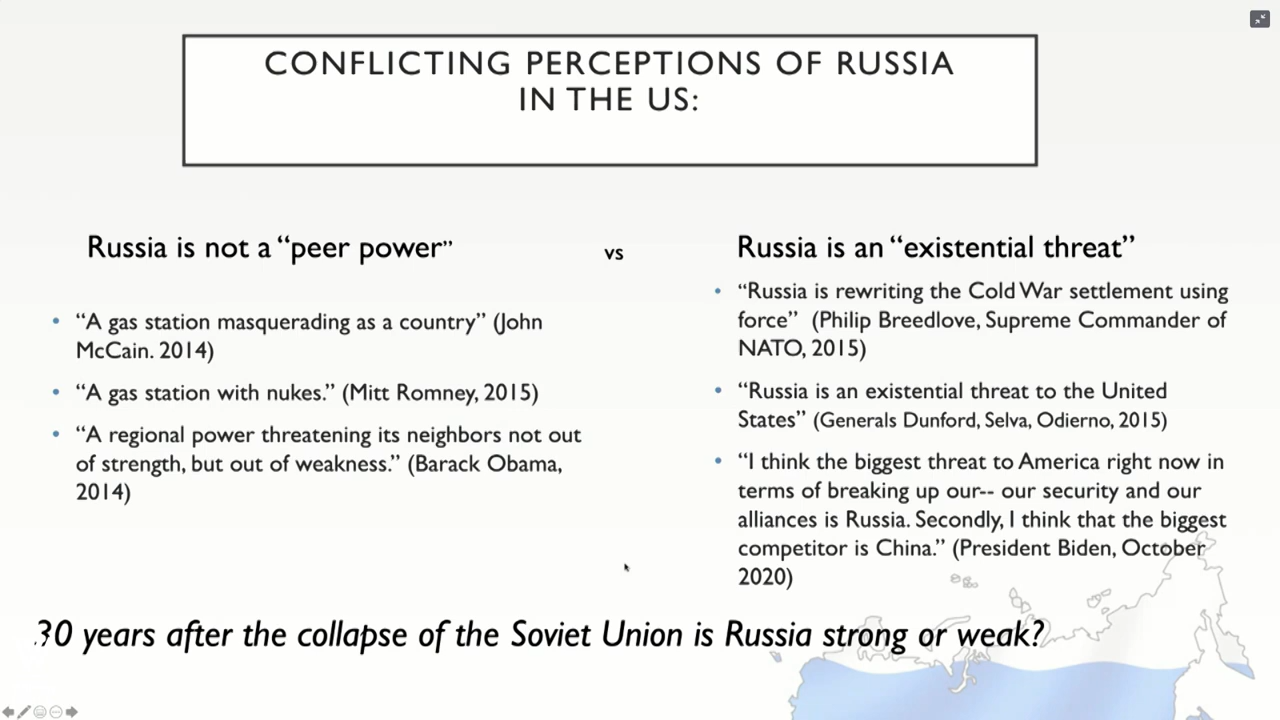 CONFLICTING PERCEPTIONS OF RUSSIA
IN THE US:
Russia is not a “peer power”
vs
Russia is an “existential threat”
• “A gas station masquerading as a country” (John
McCain. 2014)
• “A gas station with nukes.” (Mitt Romney, 2015)
• “A regional power threatening its neighbors not out
of strength, but out of weakness.” (Barack Obama,
2014)
• “Russia is rewriting the Cold War settlement using
force” (Philip Breedlove, Supreme Commander of
NATO, 2015)
• “Russia is an existential threat to the United
States” (Generals Dunford, Selva, Odierno, 2015)
• “I think the biggest threat to America right now in
terms of breaking up our-- our security and our
alliances is Russia. Secondly, I think that the biggest
competitor is China.” (President Biden, October
2020)
30 years after the collapse of the Soviet Union is Russia strong or weak?